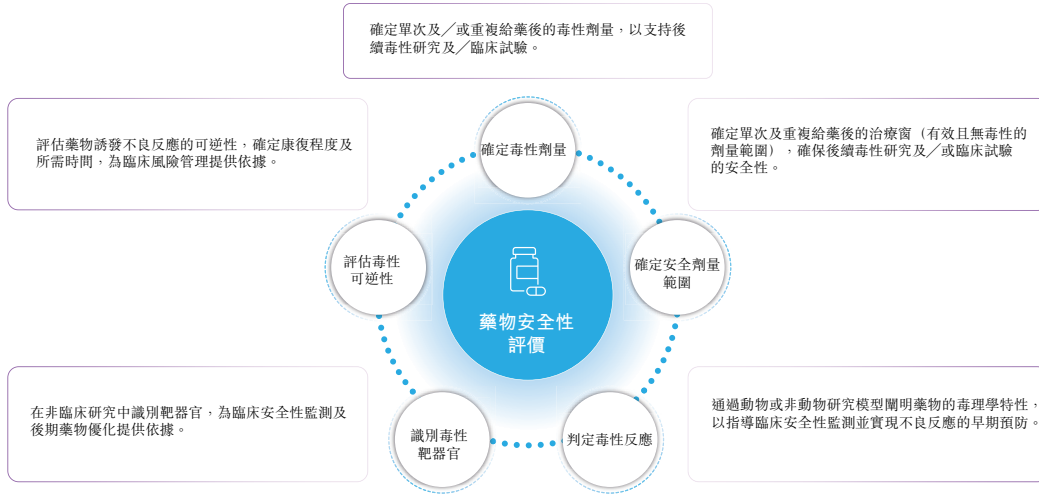 確定單次及╱或重複給藥後的毒性劑量，以支持後
續毒性研究及╱臨床試驗。
評估藥物誘發不良反應的可逆性，確定康復程度及
所需時間，為臨床風險管理提供依據。
確定單次及重複給藥後的治療窗（有效且無毒性的
劑量範圍），確保後續毒性研究及╱或臨床試驗
的安全性。
確定毒性劑量
評估毒性
可逆性
確定安全劑量
範圍
藥物安全性
評價
在非臨床研究中識別靶器官，為臨床安全性監測及
後期藥物優化提供依據。
通過動物或非動物研究模型闡明藥物的毒理學特性，
以指導臨床安全性監測並實現不良反應的早期預防。
識別毒性
靶器官
判定毒性反應